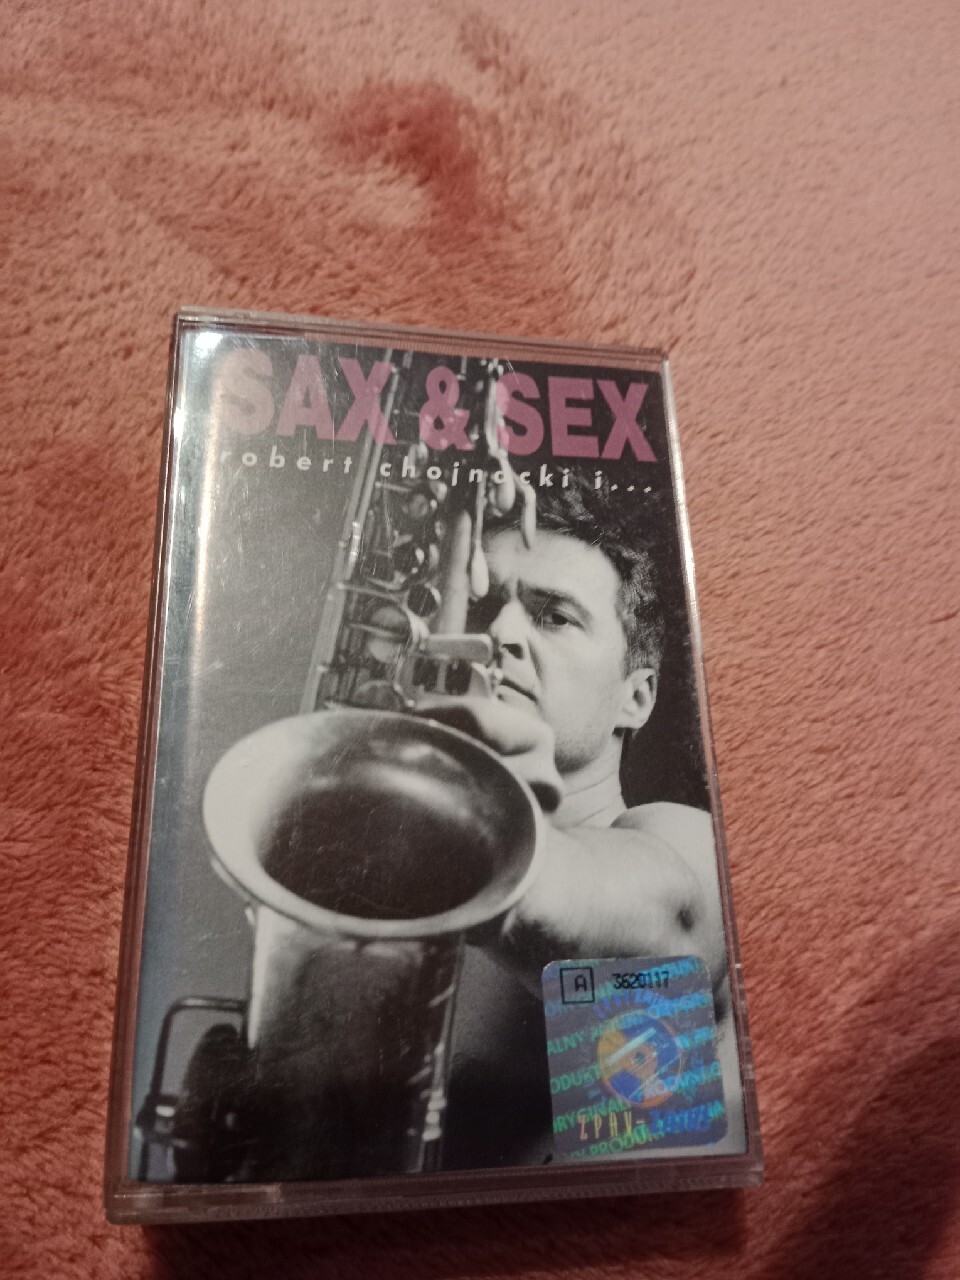 SAX & SEX
robert chojnacki i...
A 3620117
ZPAV